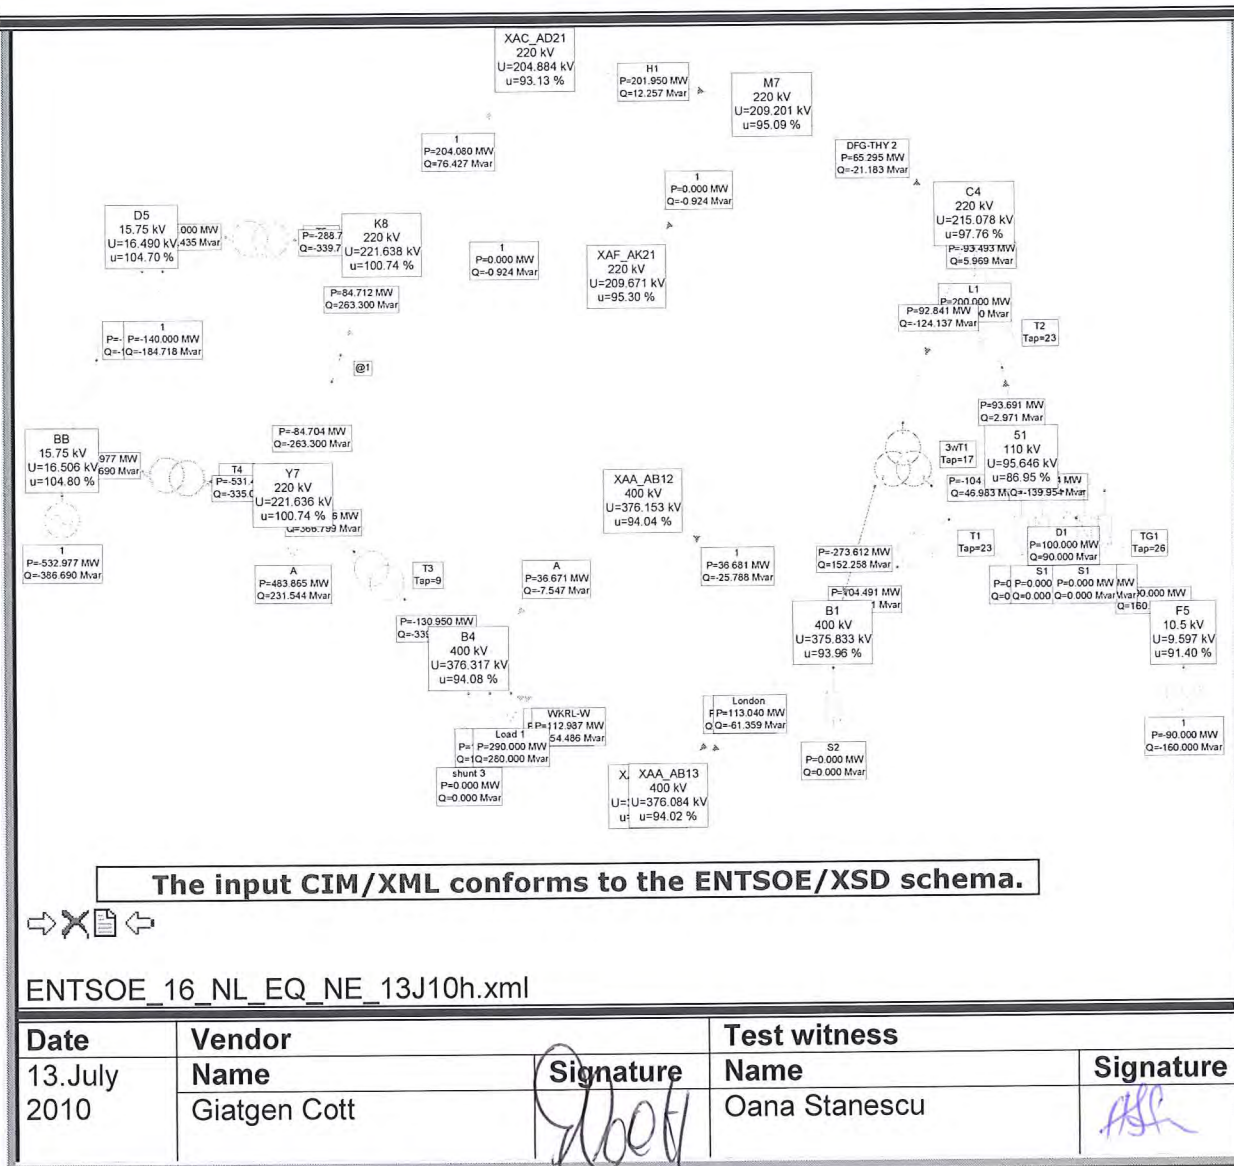 XAC_AD21
220 kV
U=204.884 kV
u=93.13 %
H1
P=201.950 MW
Q=12.257 Mvar
M7
220 kV
U=209.201 kV
u=95.09 %
1
P=204.080 MW
Q=76.427 Mvar
DFG-THY 2
P=65.295 MW
Q=-21.183 Mvar
1
P=0.000 MW
Q=-0.924 Mvar
C4
220 kV
U=215.078 kV
u=97.76 %
P=-93.493 MW
Q=5.969 Mvar
D5
15.75 kV
U=16.490 kV
u=104.70 %
K8
220 kV
U=221.638 kV
u=100.74 %
1
P=0.000 MW
Q=-0.924 Mvar
XAF_AK21
220 kV
U=209.671 kV
u=95.30 %
P=84.712 MW
Q=263.300 Mvar
L1
P=200.000 MW
P=92.841 MW
Q=-124.137 Mvar
T2
Tap=23
1
P=-140.000 MW
Q=-184.718 Mvar
@1
P=93.691 MW
Q=2.971 Mvar
BB
15.75 kV
U=16.506 kV
u=104.80 %
P=-84.704 MW
Q=-263.300 Mvar
T4
Y7
220 kV
U=221.636 kV
u=100.74 %
XAA_AB12
400 kV
U=376.153 kV
u=94.04 %
3wT1
Tap=17
51
110 kV
U=95.646 kV
u=86.95 %
1
P=-532.977 MW
Q=-386.690 Mvar
A
P=483.865 MW
Q=231.544 Mvar
T3
Tap=9
A
P=36.671 MW
Q=-7.547 Mvar
1
P=36.681 MW
Q=-25.788 Mvar
P=-273.612 MW
Q=152.258 Mvar
T1
Tap=23
D1
P=100.000 MW
Q=90.000 Mvar
TG1
Tap=26
S1
P=0.000
Q=0.000
S1
P=0.000 MW
Q=0.000 Mvar
P=-130.950 MW
B4
400 kV
U=376.317 kV
u=94.08 %
B1
400 kV
U=375.833 kV
u=93.96 %
F5
10.5 kV
U=9.597 kV
u=91.40 %
WKRL-W
P=112.987 MW
London
P=113.040 MW
Q=-61.359 Mvar
Load 1
P=290.000 MW
Q=280.000 Mvar
shunt 3
P=0.000 MW
Q=0.000 Mvar
XAA_AB13
400 kV
U=376.084 kV
u=94.02 %
S2
P=0.000 MW
Q=0.000 Mvar
1
P=-90.000 MW
Q=-160.000 Mvar
The input CIM/XML conforms to the ENTSOE/XSD schema.
ENTSOE_16_NL_EQ_NE_13J10h.xml
Date Vendor Test witness
13.July Name Signature Name Signature
2010 Giatgen Cott Oana Stanescu